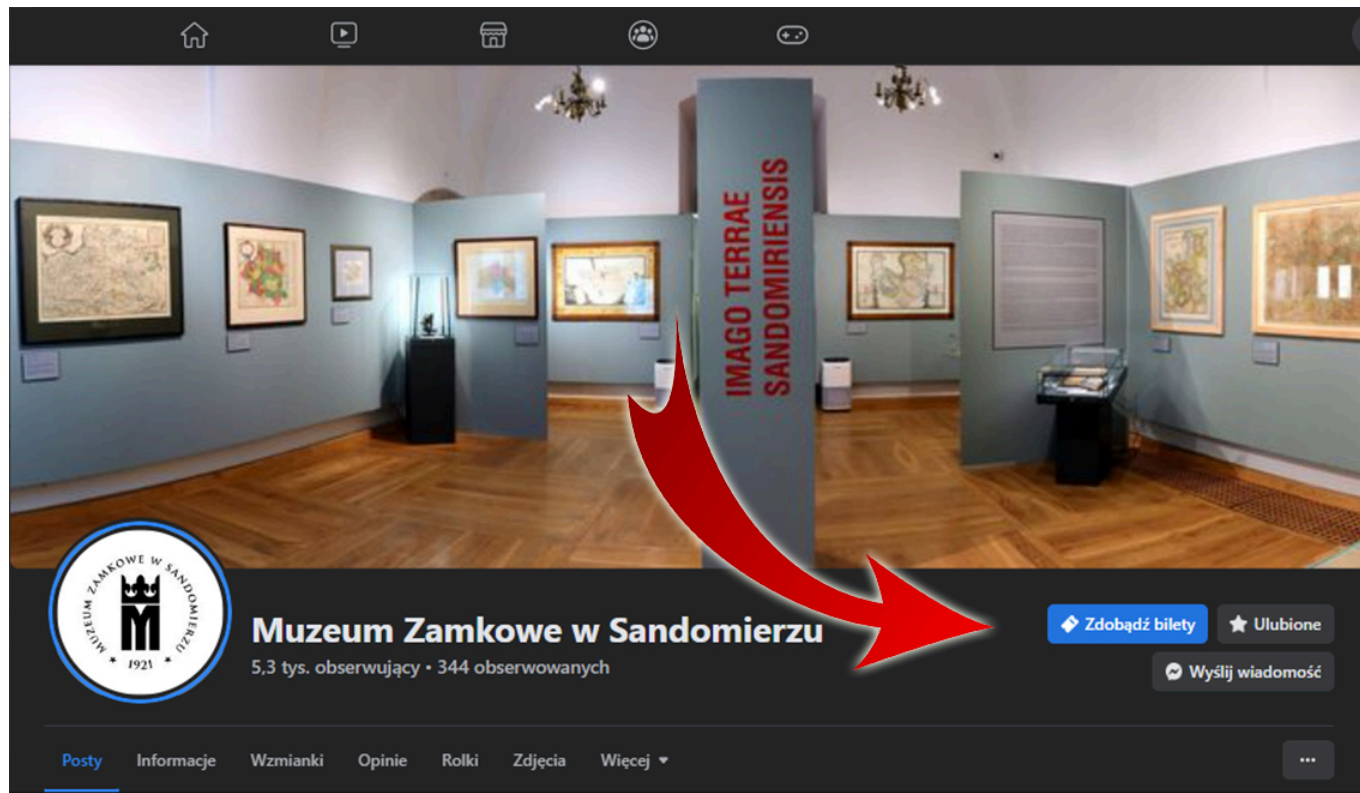 IMAGO TERRAE
SANDOMIRIENSIS
MUZEUM ZAMKOWE W SANDOMIERZU
M
* 1921 *
Muzeum Zamkowe w Sandomierzu
5,3 tys. obserwujący • 344 obserwowanych
Zdobądź bilety
Ulubione
Wyślij wiadomość
Posty Informacje Wzmianki Opinie Rolki Zdjęcia Więcej